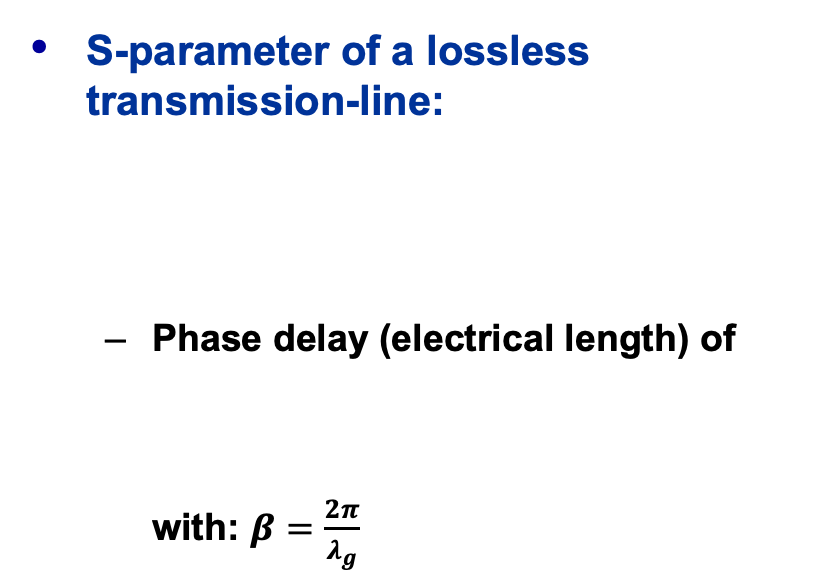 • S-parameter of a lossless
transmission-line:
– Phase delay (electrical length) of
with: β = 2π/λg